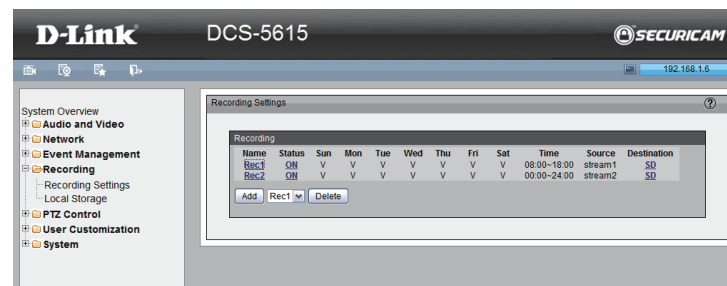 D-Link
DCS-5615
SECURICAM
192.168.1.6
System Overview
Audio and Video
Network
Event Management
Recording
Recording Settings
Local Storage
PTZ Control
User Customization
System
Recording Settings
?
Recording
Name Status Sun Mon Tue Wed Thu Fri Sat Time Source Destination
Rec1 ON V V V V V V V 08:00~18:00 stream1 SD
Rec2 ON V V V V V V V 00:00~24:00 stream2 SD
Add Rec1 Delete